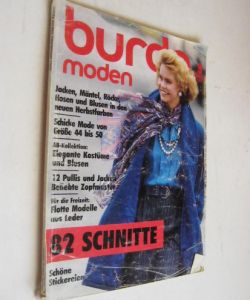 burda
moden
Jacken, Mäntel, Röcke,
Hosen und Blusen in den
neuen Herbstfarben
Schicke Mode von
Größe 44 bis 50
AB-Kollektion:
Elegante Kostüme
und Blusen
12 Pullis und Jacken
Beliebte Zopfmuster
Für die Freizeit:
Flotte Modelle
aus Leder
82 SCHNITTE
Schöne
Stickereien